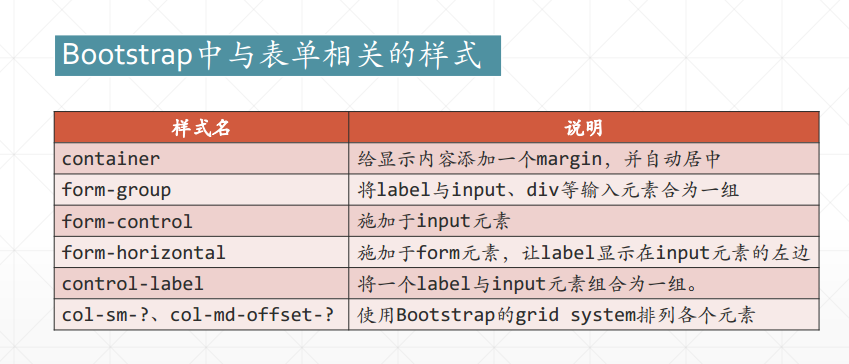 Bootstrap中与表单相关的样式
样式名 说明
container 给显示内容添加一个margin，并自动居中
form-group 将label与input、div等输入元素合为一组
form-control 施加于input元素
form-horizontal 施加于form元素，让label显示在input元素的左边
control-label 将一个label与input元素组合为一组。
col-sm-?、col-md-offset-? 使用Bootstrap的grid system排列各个元素